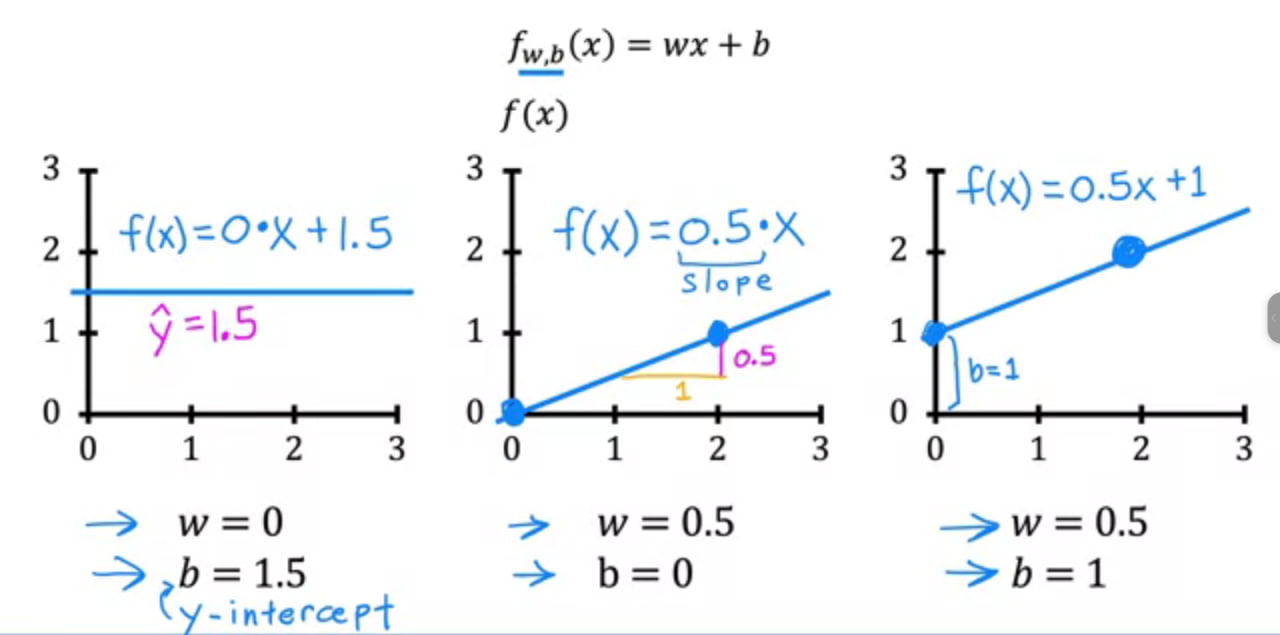 f_{w,b}(x) = wx + b
f(x)
3
2
1
0
0 1 2 3
f(x)=0•X+1.5
ŷ=1.5
→ w = 0
→ b = 1.5
y-intercept
3
2
1
0
0 1 2 3
f(x)=0.5•X
slope
0.5
1
→ w = 0.5
→ b = 0
3
2
1
0
0 1 2 3
f(x)=0.5x+1
b=1
→ w = 0.5
→ b = 1